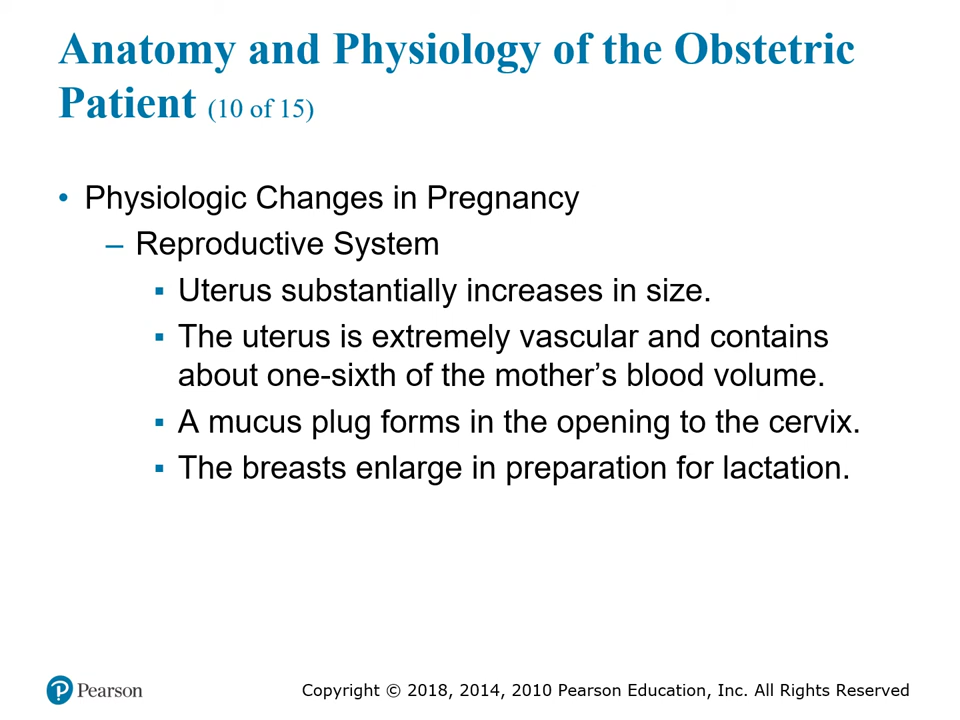 Anatomy and Physiology of the Obstetric
Patient (10 of 15)
• Physiologic Changes in Pregnancy
– Reproductive System
▪ Uterus substantially increases in size.
▪ The uterus is extremely vascular and contains
about one-sixth of the mother’s blood volume.
▪ A mucus plug forms in the opening to the cervix.
▪ The breasts enlarge in preparation for lactation.
Pearson
Copyright © 2018, 2014, 2010 Pearson Education, Inc. All Rights Reserved